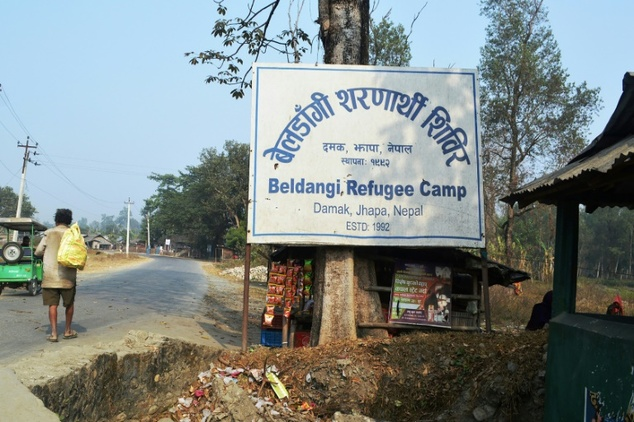 बेलडाँगी शरणार्थी शिविर
दमक, झापा, नेपाल
स्थापना: १९९२
Beldangi Refugee Camp
Damak, Jhapa, Nepal
ESTD: 1992